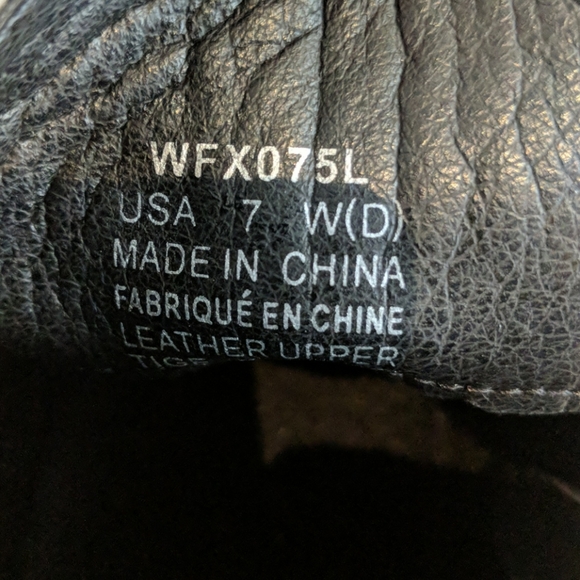 WFX075L
USA 7 W(D)
MADE IN CHINA
FABRIQUÉ EN CHINE
LEATHER UPPER